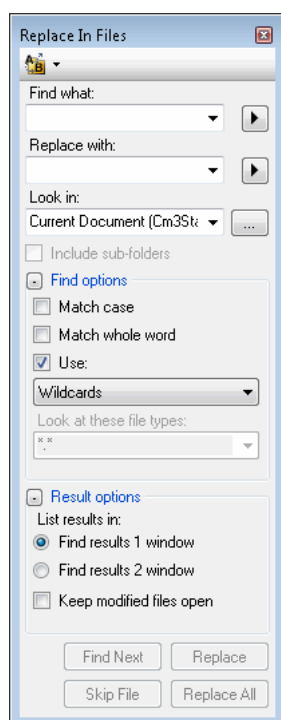 Replace In Files
Find what:
Replace with:
Look in:
Current Document (Cm3Sta
...
Include sub-folders
Find options
Match case
Match whole word
Use:
Wildcards
Look at these file types:
*.*
Result options
List results in:
Find results 1 window
Find results 2 window
Keep modified files open
Find Next Replace
Skip File Replace All